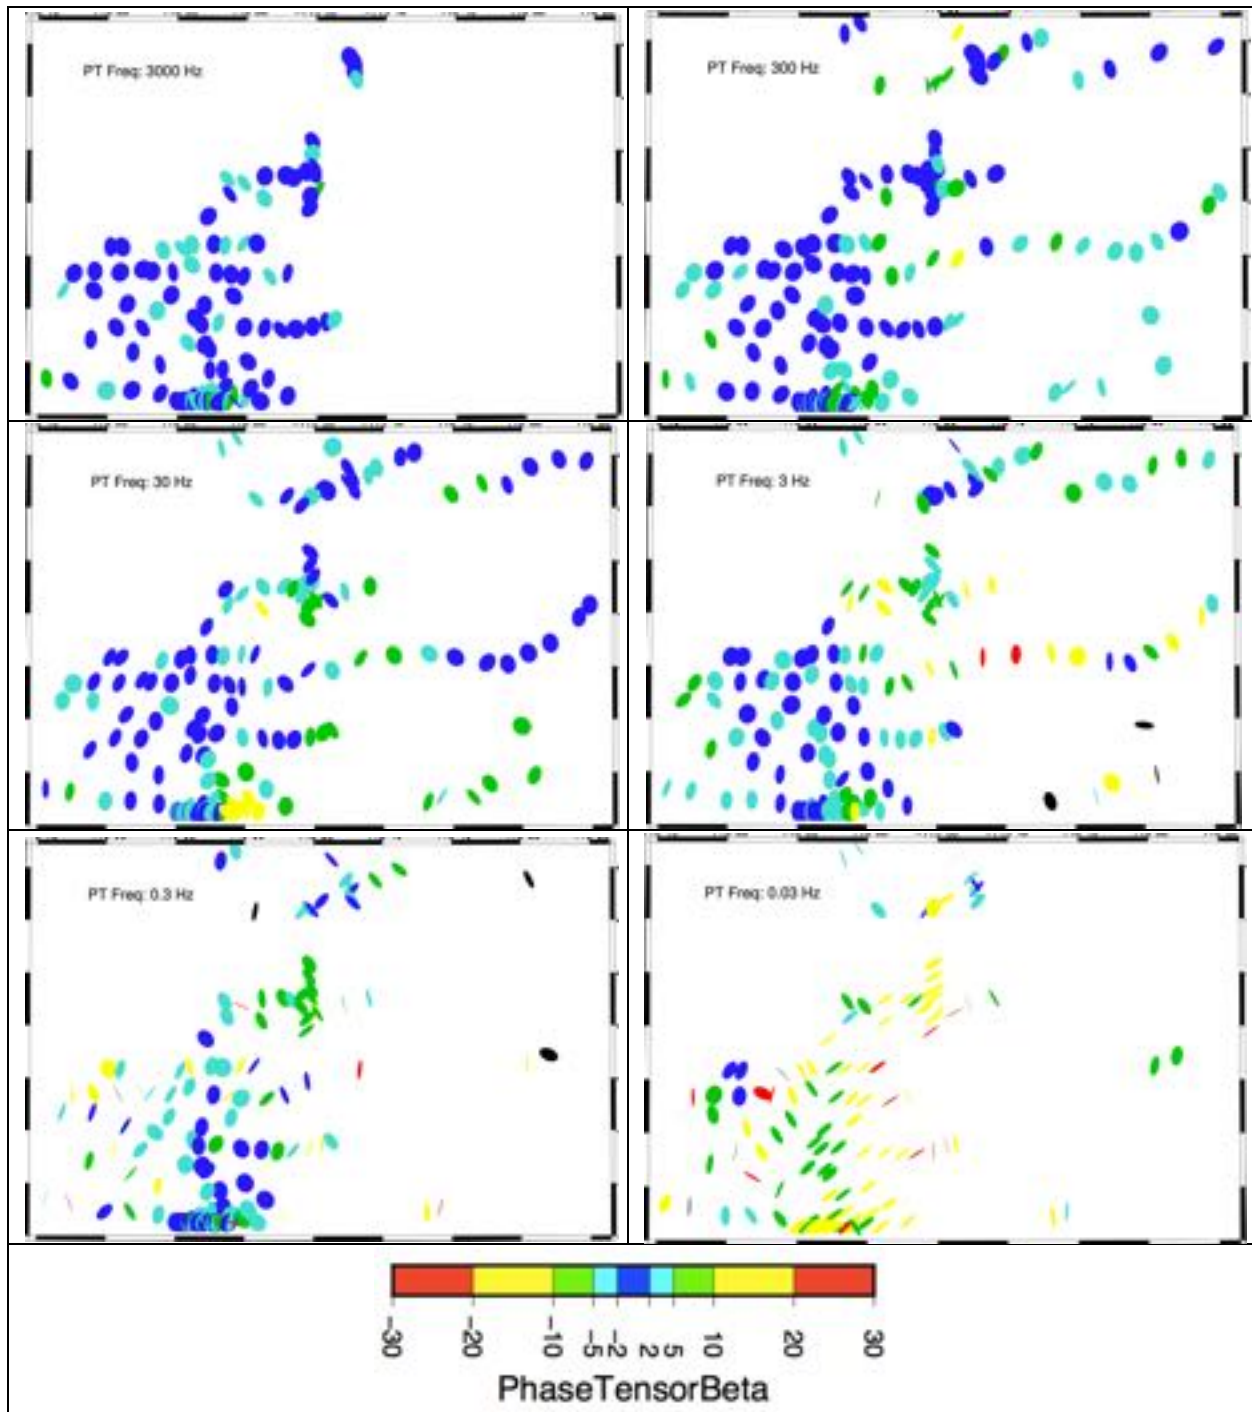 PT Freq: 3000 Hz
PT Freq: 300 Hz
PT Freq: 30 Hz
PT Freq: 3 Hz
PT Freq: 0.3 Hz
PT Freq: 0.03 Hz
-30 -20 -10 -5 -2 2 5 10 20 30
PhaseTensorBeta